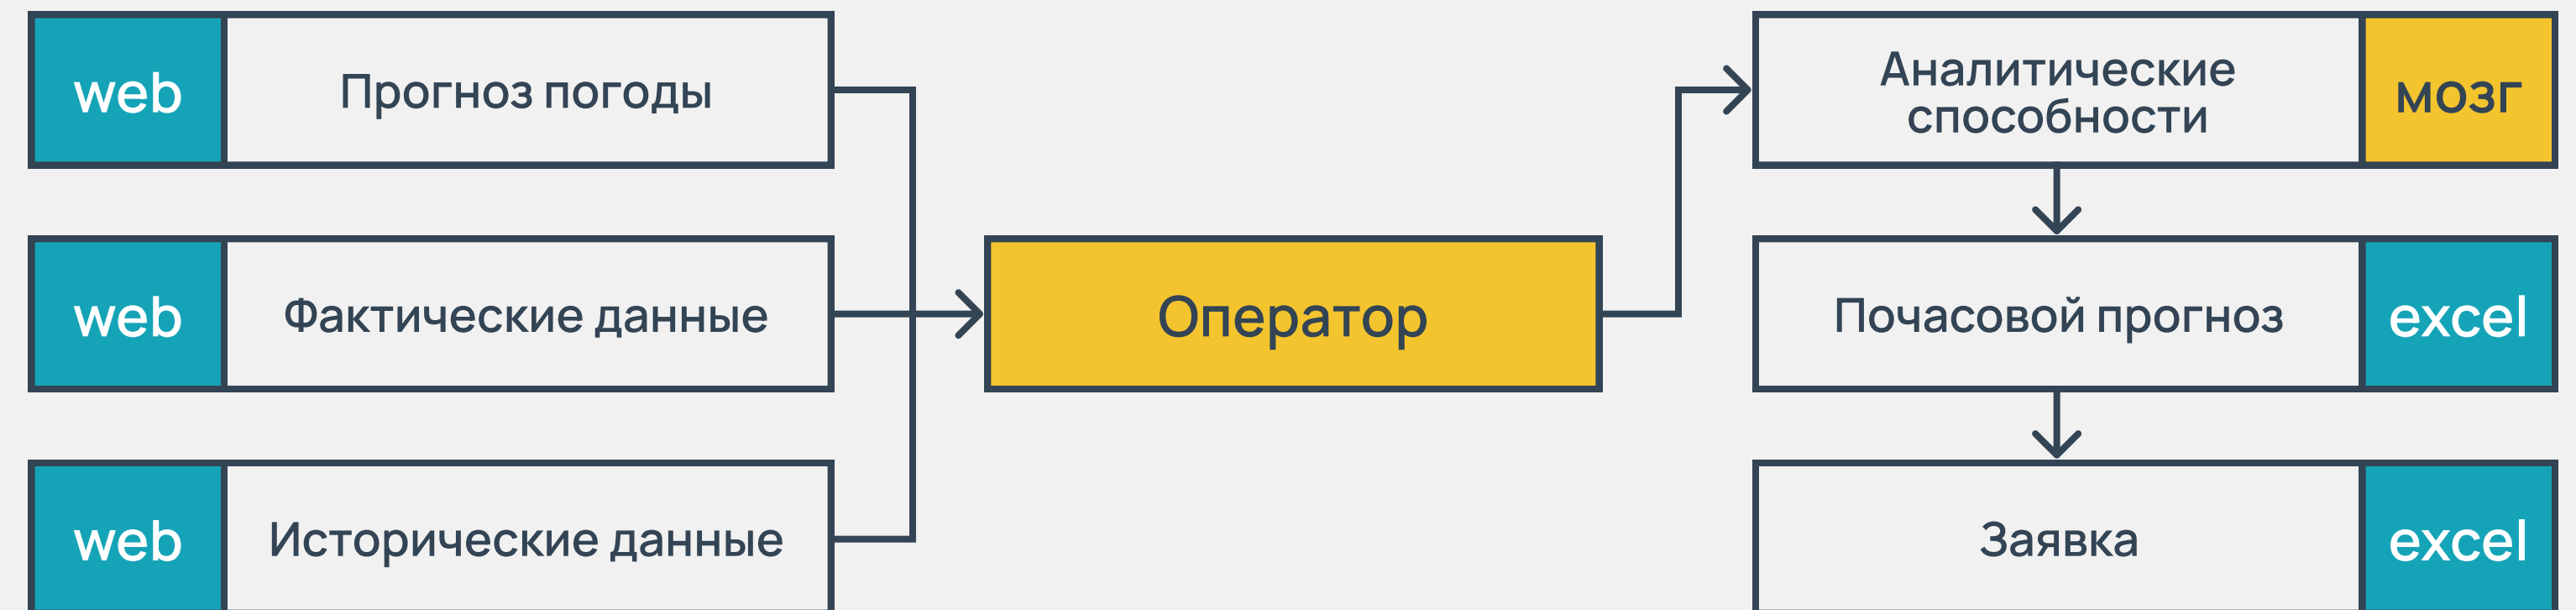 web
Прогноз погоды
web
Фактические данные
web
Исторические данные
Оператор
Аналитические
способности
мозг
Почасовой прогноз
excel
Заявка
excel